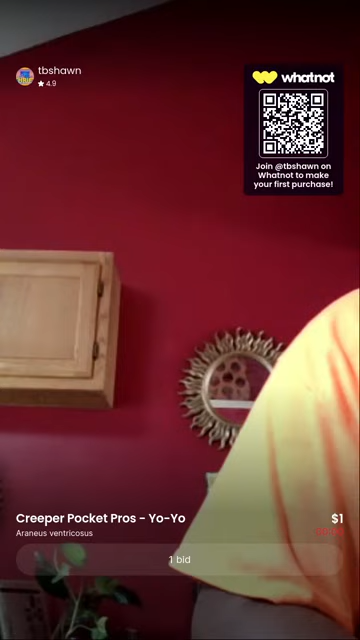 tbshawn
4.9
whatnot
Join @tbshawn on
Whatnot to make
your first purchase!
Creeper Pocket Pros - Yo-Yo
$1
Araneus ventricosus
1 bid